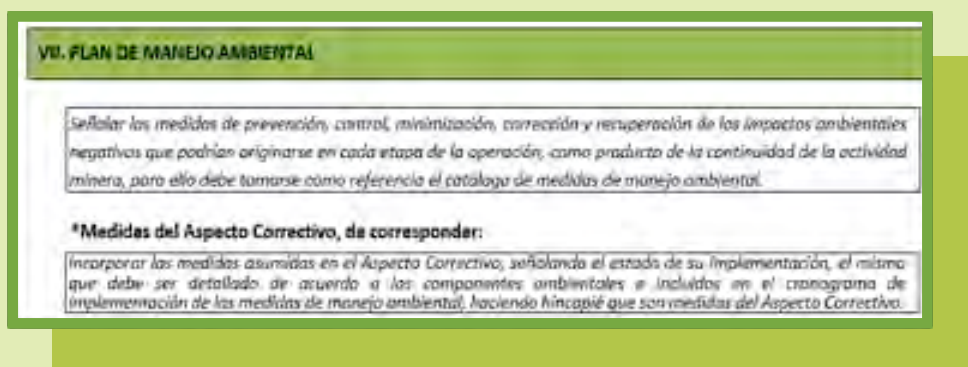 VII. PLAN DE MANEJO AMBIENTAL
Señalar las medidas de prevención, control, minimización, corrección y recuperación de los impactos ambientales
negativos que podrían originarse en cada etapa de la operación, como producto de la continuidad de la actividad
minera, para ello debe tomarse como referencia el catalogo de medidas de manejo ambiental.
*Medidas del Aspecto Correctivo, de corresponder:
Incorporar las medidas asumidas en el Aspecto Correctivo, señalando el estado de su implementación, el mismo
que debe ser detallado de acuerdo a los componentes ambientales e incluidos en el cronograma de
implementación de las medidas de manejo ambiental, haciendo hincapié que son medidas del Aspecto Correctivo.